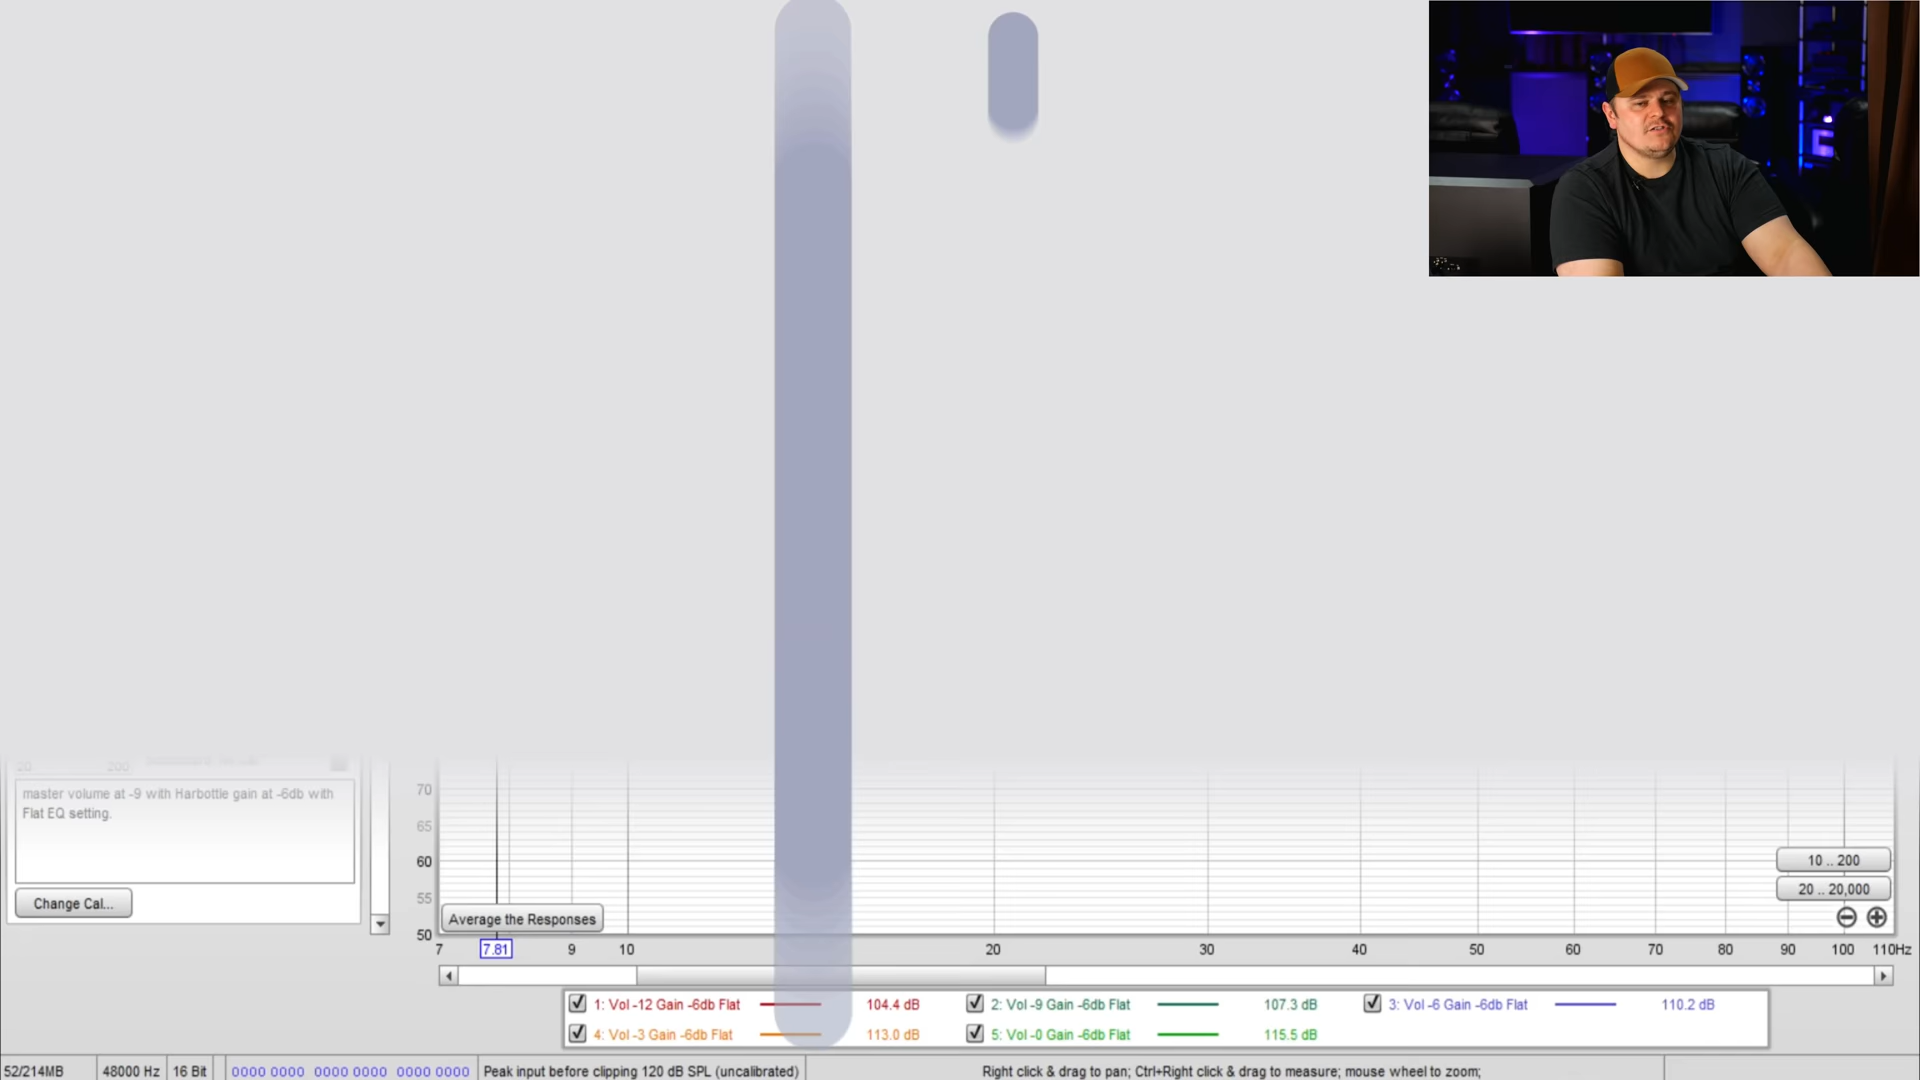 20 200
master volume at -9 with Harbottle gain at -6db with
Flat EQ setting.
Change Cal...
70
65
60
55
50
Average the Responses
10 .. 200
20 .. 20,000
7 7.81 9 10 20 30 40 50 60 70 80 90 100 110Hz
1: Vol -12 Gain -6db Flat 104.4 dB 2: Vol -9 Gain -6db Flat 107.3 dB 3: Vol -6 Gain -6db Flat 110.2 dB
4: Vol -3 Gain -6db Flat 113.0 dB 5: Vol -0 Gain -6db Flat 115.5 dB
52/214MB 48000 Hz 16 Bit 0000 0000 0000 0000 0000 0000 Peak input before clipping 120 dB SPL (uncalibrated) Right click & drag to pan; Ctrl+Right click & drag to measure; mouse wheel to zoom;